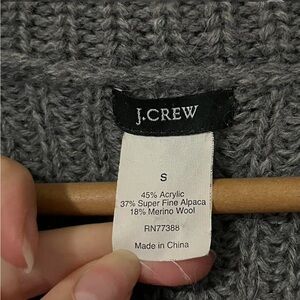 J.CREW
S
45% Acrylic
37% Super Fine Alpaca
18% Merino Wool
RN77388
Made in China